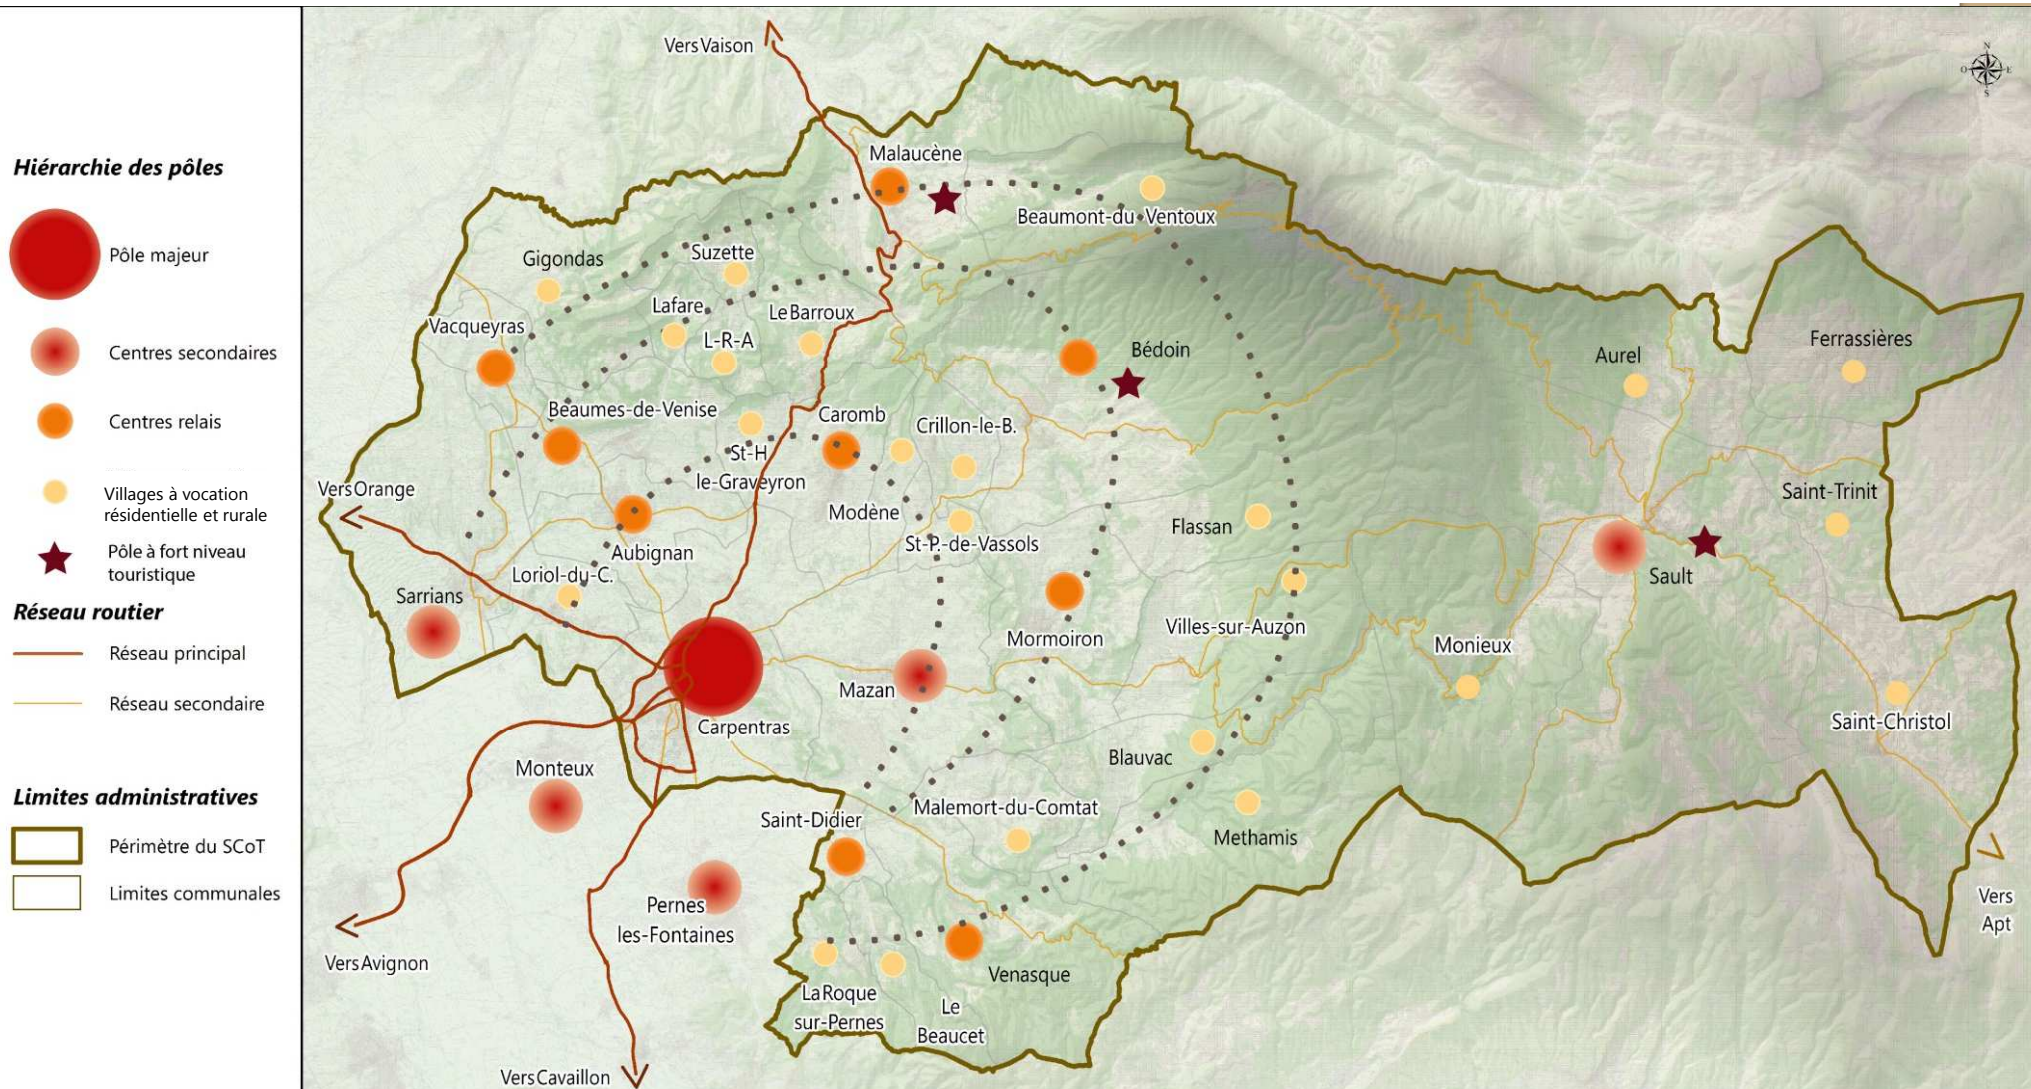 Hiérarchie des pôles
Pôle majeur
Centres secondaires
Centres relais
Villages à vocation
résidentielle et rurale
Pôle à fort niveau
touristique
Réseau routier
Réseau principal
Réseau secondaire
Limites administratives
Périmètre du SCoT
Limites communales
Vers Vaison
N
O
E
S
Malaucène
Beaumont-du Ventoux
Gigondas
Suzette
Lafare
Le Barroux
Vacqueyras
L-R-A
Bédoin
Aurel
Ferrassières
Beaumes-de-Venise
Caromb
Crillon-le-B.
St-H
le-Graveyron
Vers Orange
Modène
Saint-Trinit
Flassan
St-P.-de-Vassols
Aubignan
Loriol-du-C.
Sarrians
Sault
Mormoiron
Villes-sur-Auzon
Monieux
Mazan
Saint-Christol
Carpentras
Blauvac
Monteux
Malemort-du-Comtat
Saint-Didier
Methamis
Vers
Apt
Pernes
les-Fontaines
Vers Avignon
Venasque
La Roque
sur-Pernes
Le
Beaucet
Vers Cavaillon